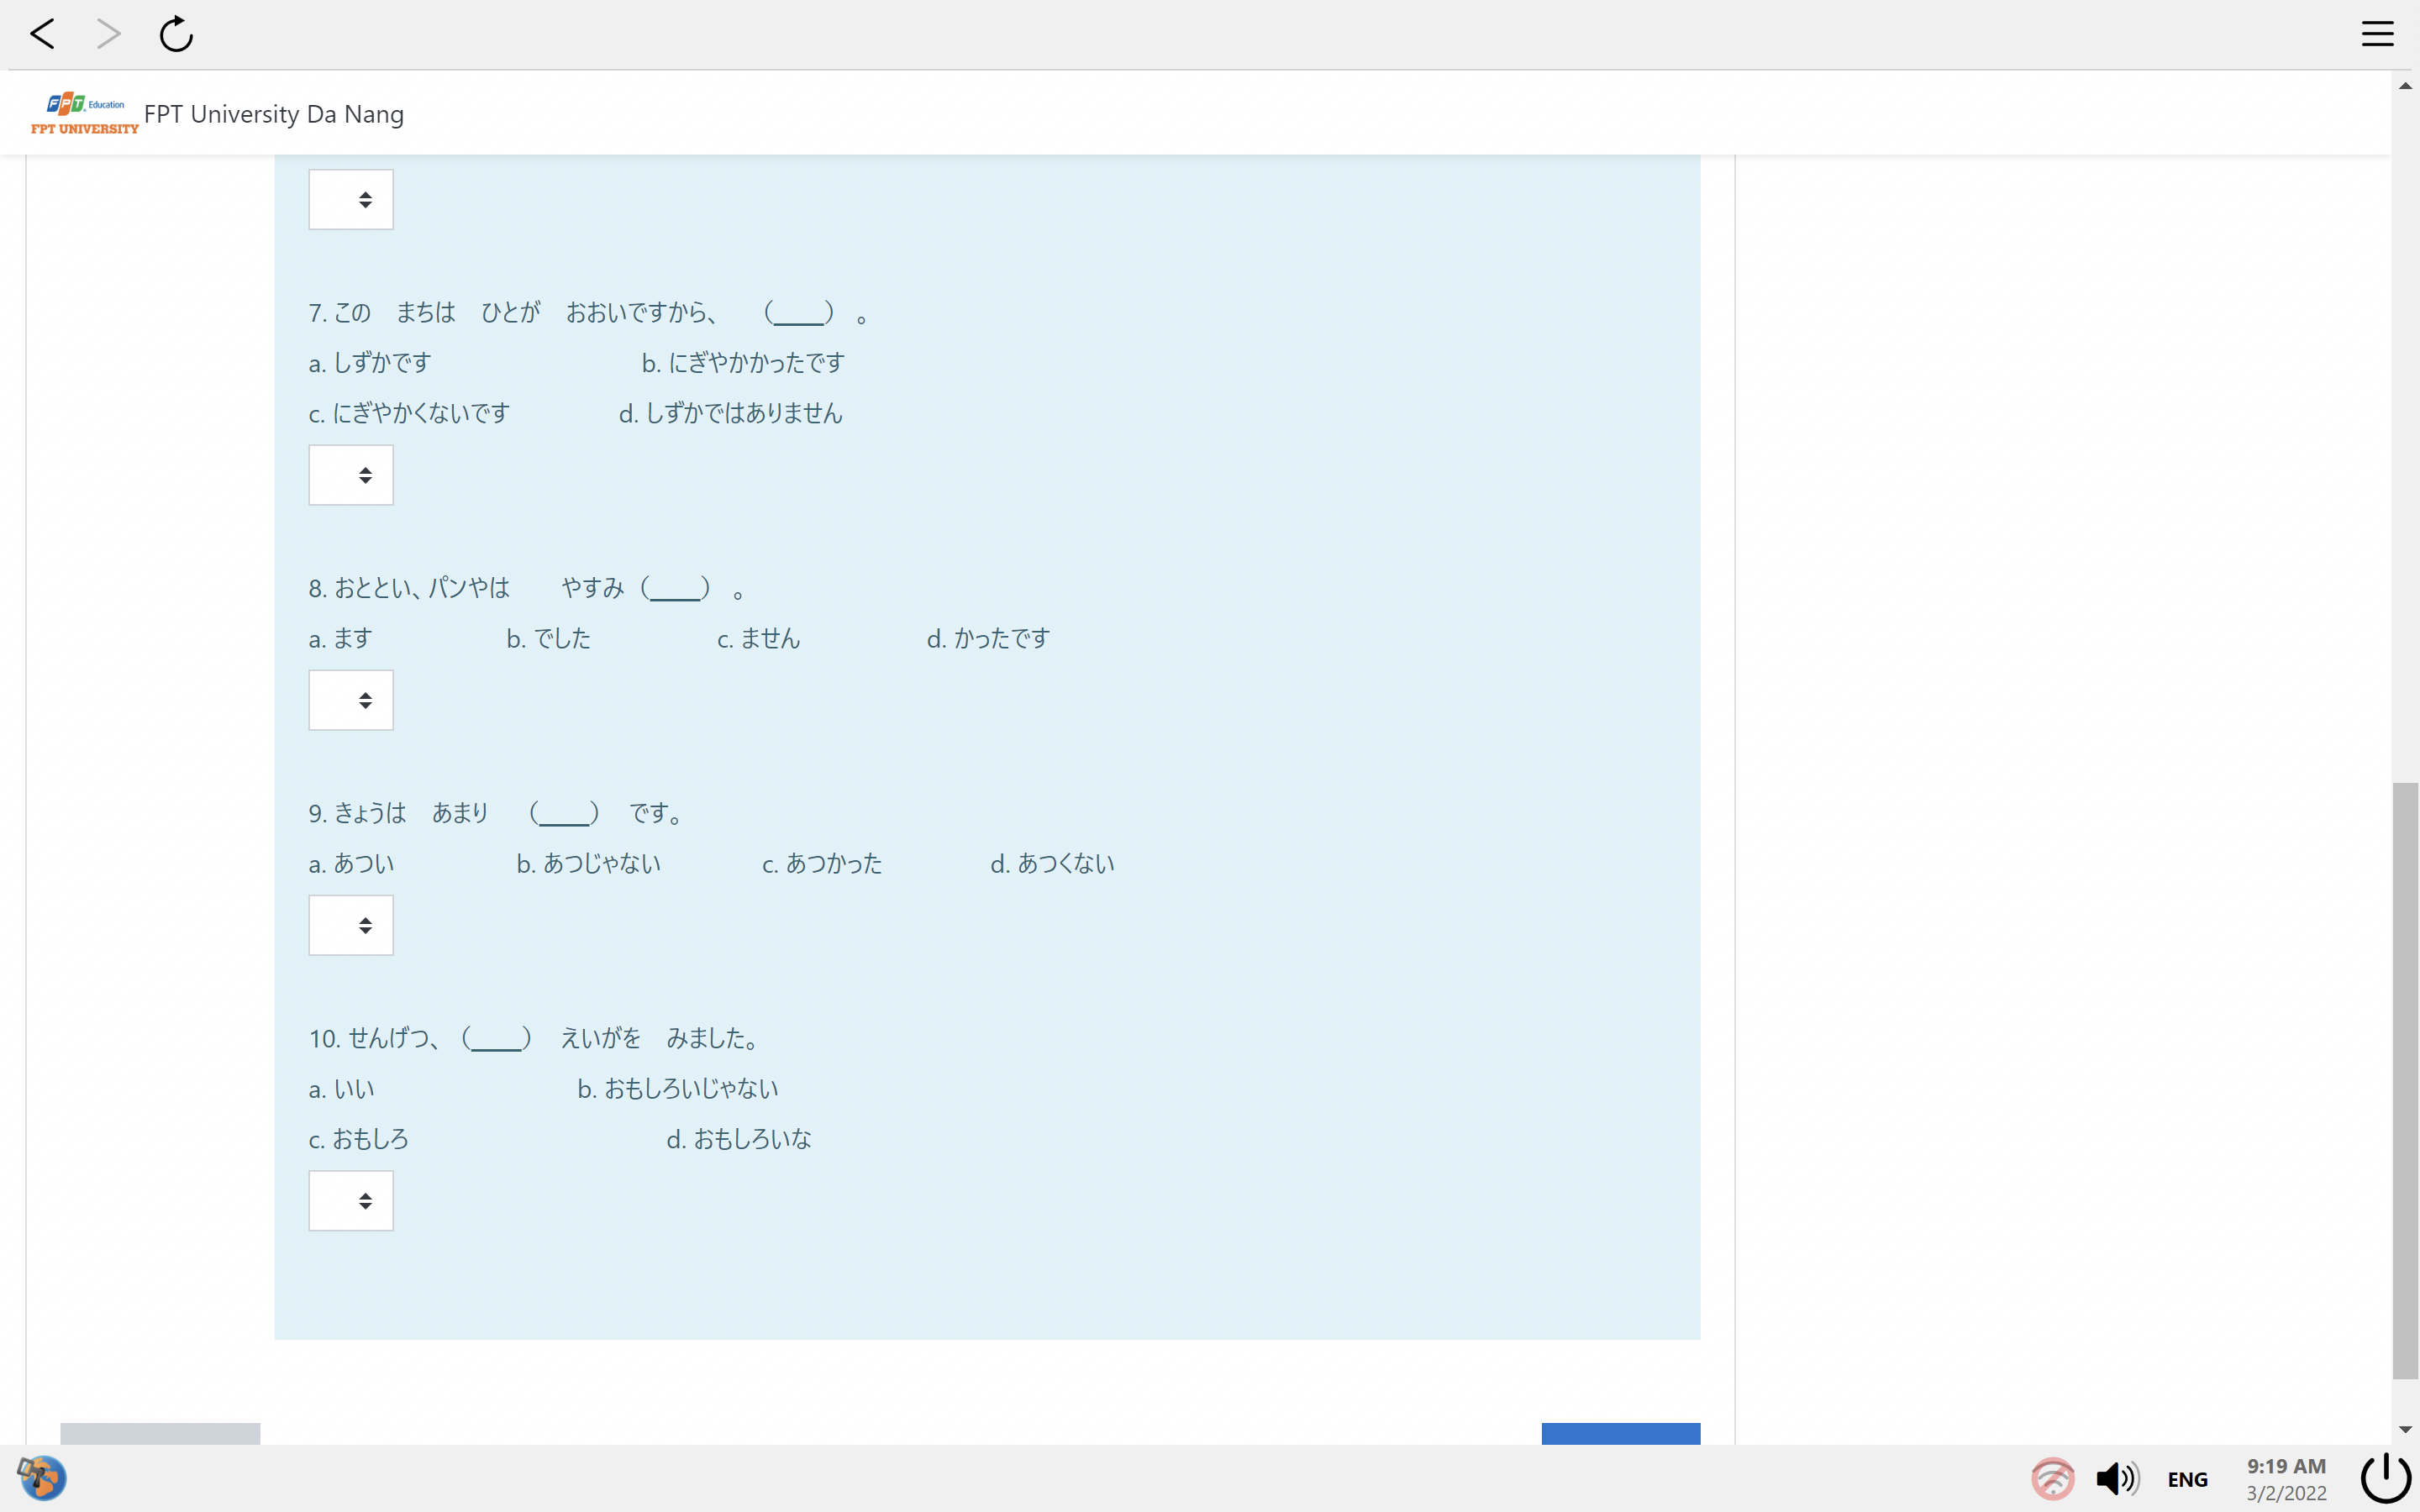 FPT Education
FPT UNIVERSITY
FPT University Da Nang
7. この まちは ひとが おおいですから、 (____) 。
a. しずかです b. にぎやかかったです
c. にぎやかくないです d. しずかではありません
8. おととい、パンやは やすみ (____) 。
a. ます b. でした c. ません d. かったです
9. きょうは あまり (____) です。
a. あつい b. あつじゃない c. あつかった d. あつくない
10. せんげつ、 (____) えいがを みました。
a. いい b. おもしろいじゃない
c. おもしろ d. おもしろいな
ENG
9:19 AM
3/2/2022